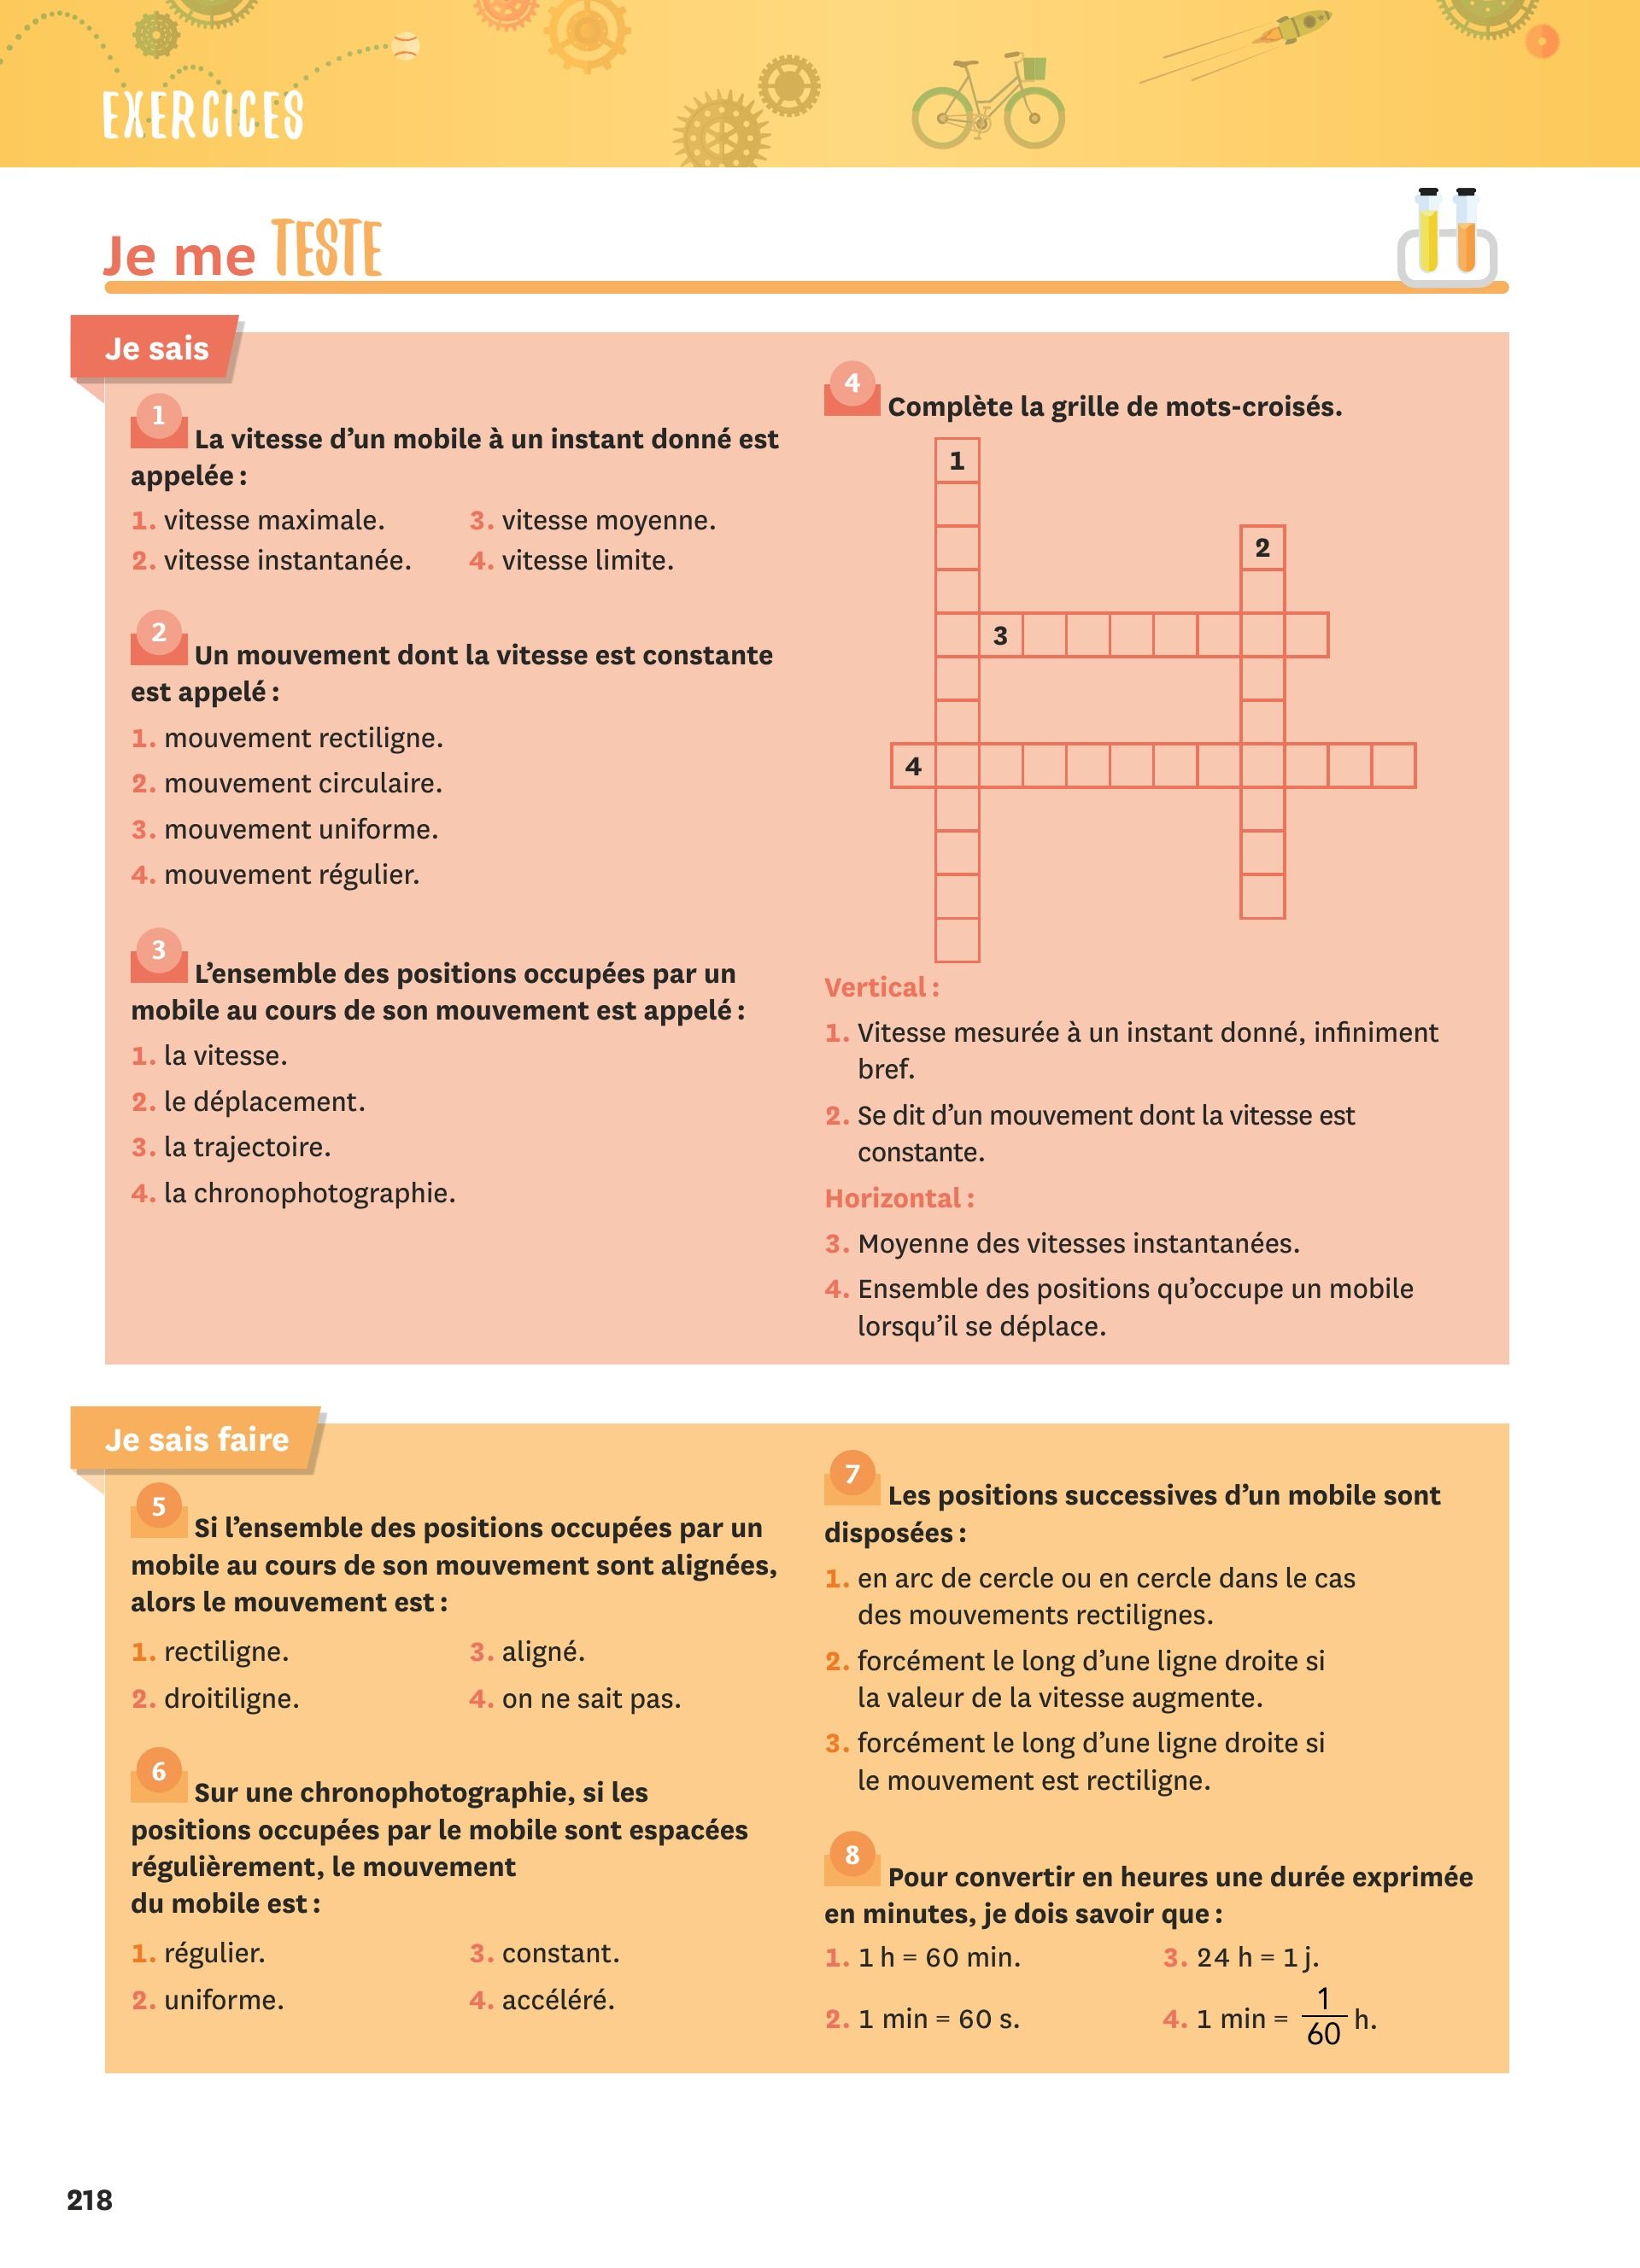 EXERCICES
Je me TESTE
Je sais
1
La vitesse d’un mobile à un instant donné est
appelée :
1. vitesse maximale.
2. vitesse instantanée.
3. vitesse moyenne.
4. vitesse limite.
2
Un mouvement dont la vitesse est constante
est appelé :
1. mouvement rectiligne.
2. mouvement circulaire.
3. mouvement uniforme.
4. mouvement régulier.
3
L’ensemble des positions occupées par un
mobile au cours de son mouvement est appelé :
1. la vitesse.
2. le déplacement.
3. la trajectoire.
4. la chronophotographie.
4
Complète la grille de mots-croisés.
1
2
3
4
Vertical :
1. Vitesse mesurée à un instant donné, infiniment
bref.
2. Se dit d’un mouvement dont la vitesse est
constante.
Horizontal :
3. Moyenne des vitesses instantanées.
4. Ensemble des positions qu’occupe un mobile
lorsqu’il se déplace.
Je sais faire
5
Si l’ensemble des positions occupées par un
mobile au cours de son mouvement sont alignées,
alors le mouvement est :
1. rectiligne.
2. droitiligne.
3. aligné.
4. on ne sait pas.
6
Sur une chronophotographie, si les
positions occupées par le mobile sont espacées
régulièrement, le mouvement
du mobile est :
1. régulier.
2. uniforme.
3. constant.
4. accéléré.
7
Les positions successives d’un mobile sont
disposées :
1. en arc de cercle ou en cercle dans le cas
des mouvements rectilignes.
2. forcément le long d’une ligne droite si
la valeur de la vitesse augmente.
3. forcément le long d’une ligne droite si
le mouvement est rectiligne.
8
Pour convertir en heures une durée exprimée
en minutes, je dois savoir que :
1. 1 h = 60 min.
2. 1 min = 60 s.
3. 24 h = 1 j.
4. 1 min = 1/60 h.
218